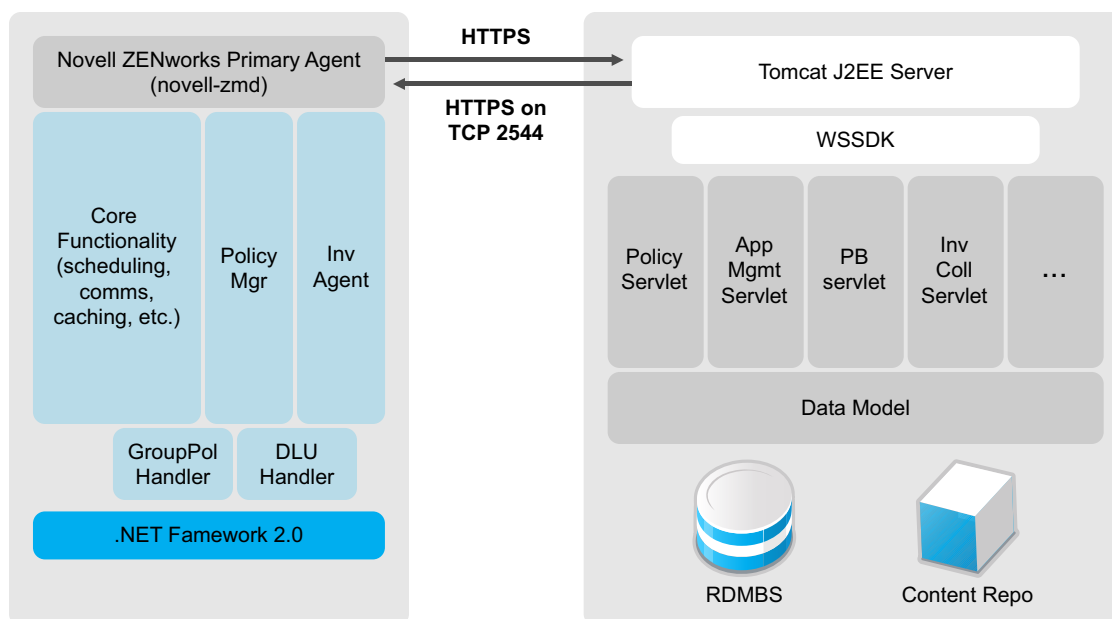 Novell ZENworks Primary Agent
(novell-zmd)
HTTPS
HTTPS on
TCP 2544
Tomcat J2EE Server
WSSDK
Core
Functionality
(scheduling,
comms,
caching, etc.)
Policy
Mgr
Inv
Agent
GroupPol
Handler
DLU
Handler
.NET Famework 2.0
Policy
Servlet
App
Mgmt
Servlet
PB
servlet
Inv
Coll
Servlet
...
Data Model
RDMBS
Content Repo